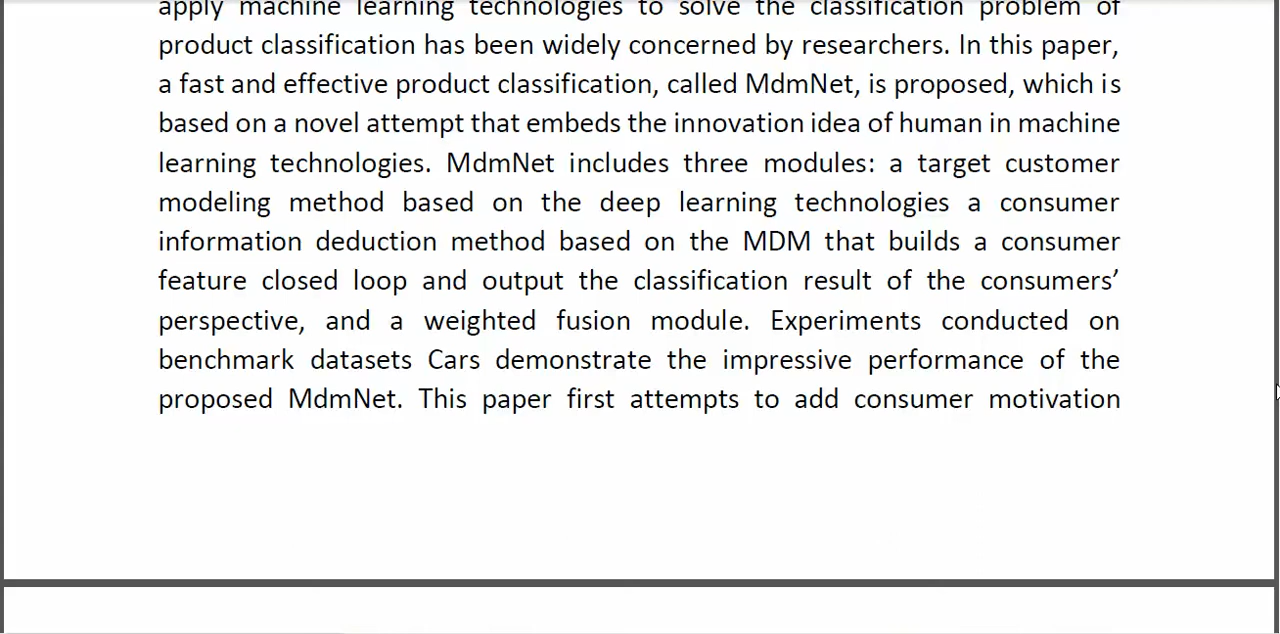 apply machine learning technologies to solve the classification problem of
product classification has been widely concerned by researchers. In this paper,
a fast and effective product classification, called MdmNet, is proposed, which is
based on a novel attempt that embeds the innovation idea of human in machine
learning technologies. MdmNet includes three modules: a target customer
modeling method based on the deep learning technologies a consumer
information deduction method based on the MDM that builds a consumer
feature closed loop and output the classification result of the consumers’
perspective, and a weighted fusion module. Experiments conducted on
benchmark datasets Cars demonstrate the impressive performance of the
proposed MdmNet. This paper first attempts to add consumer motivation